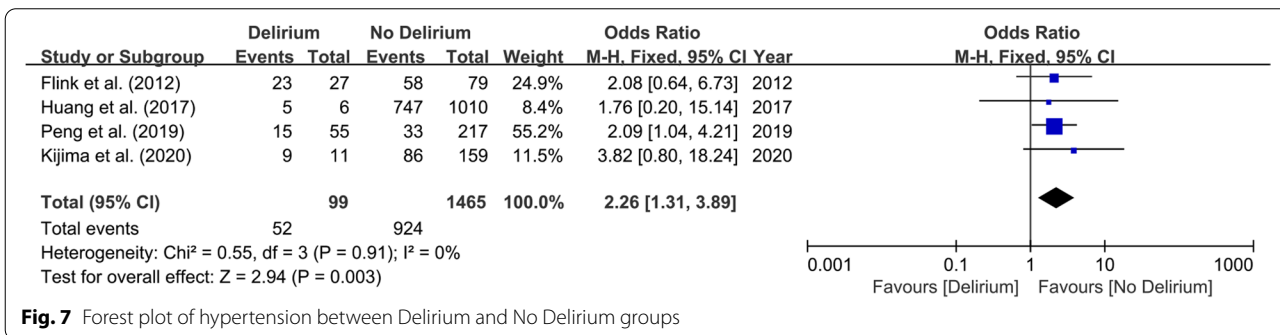 Delirium No Delirium Odds Ratio Odds Ratio
Study or Subgroup Events Total Events Total Weight M-H, Fixed, 95% CI Year M-H, Fixed, 95% CI
Flink et al. (2012) 23 27 58 79 24.9% 2.08 [0.64, 6.73] 2012
Huang et al. (2017) 5 6 747 1010 8.4% 1.76 [0.20, 15.14] 2017
Peng et al. (2019) 15 55 33 217 55.2% 2.09 [1.04, 4.21] 2019
Kijima et al. (2020) 9 11 86 159 11.5% 3.82 [0.80, 18.24] 2020
Total (95% CI) 99 1465 100.0% 2.26 [1.31, 3.89]
Total events 52 924
Heterogeneity: Chi² = 0.55, df = 3 (P = 0.91); I² = 0%
Test for overall effect: Z = 2.94 (P = 0.003)
0.001 0.1 1 10 1000
Favours [Delirium] Favours [No Delirium]
Fig. 7 Forest plot of hypertension between Delirium and No Delirium groups